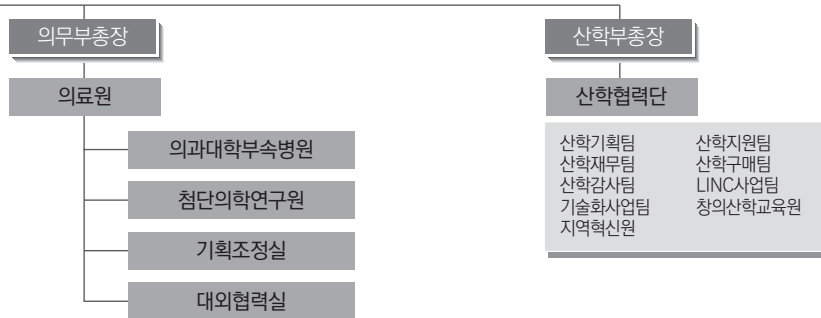 의무부총장
의료원
의과대학부속병원
첨단의학연구원
기획조정실
대외협력실
산학부총장
산학협력단
산학기획팀 산학지원팀
산학재무팀 산학구매팀
산학감사팀 LINC사업팀
기술화사업팀 창의산학교육원
지역혁신원